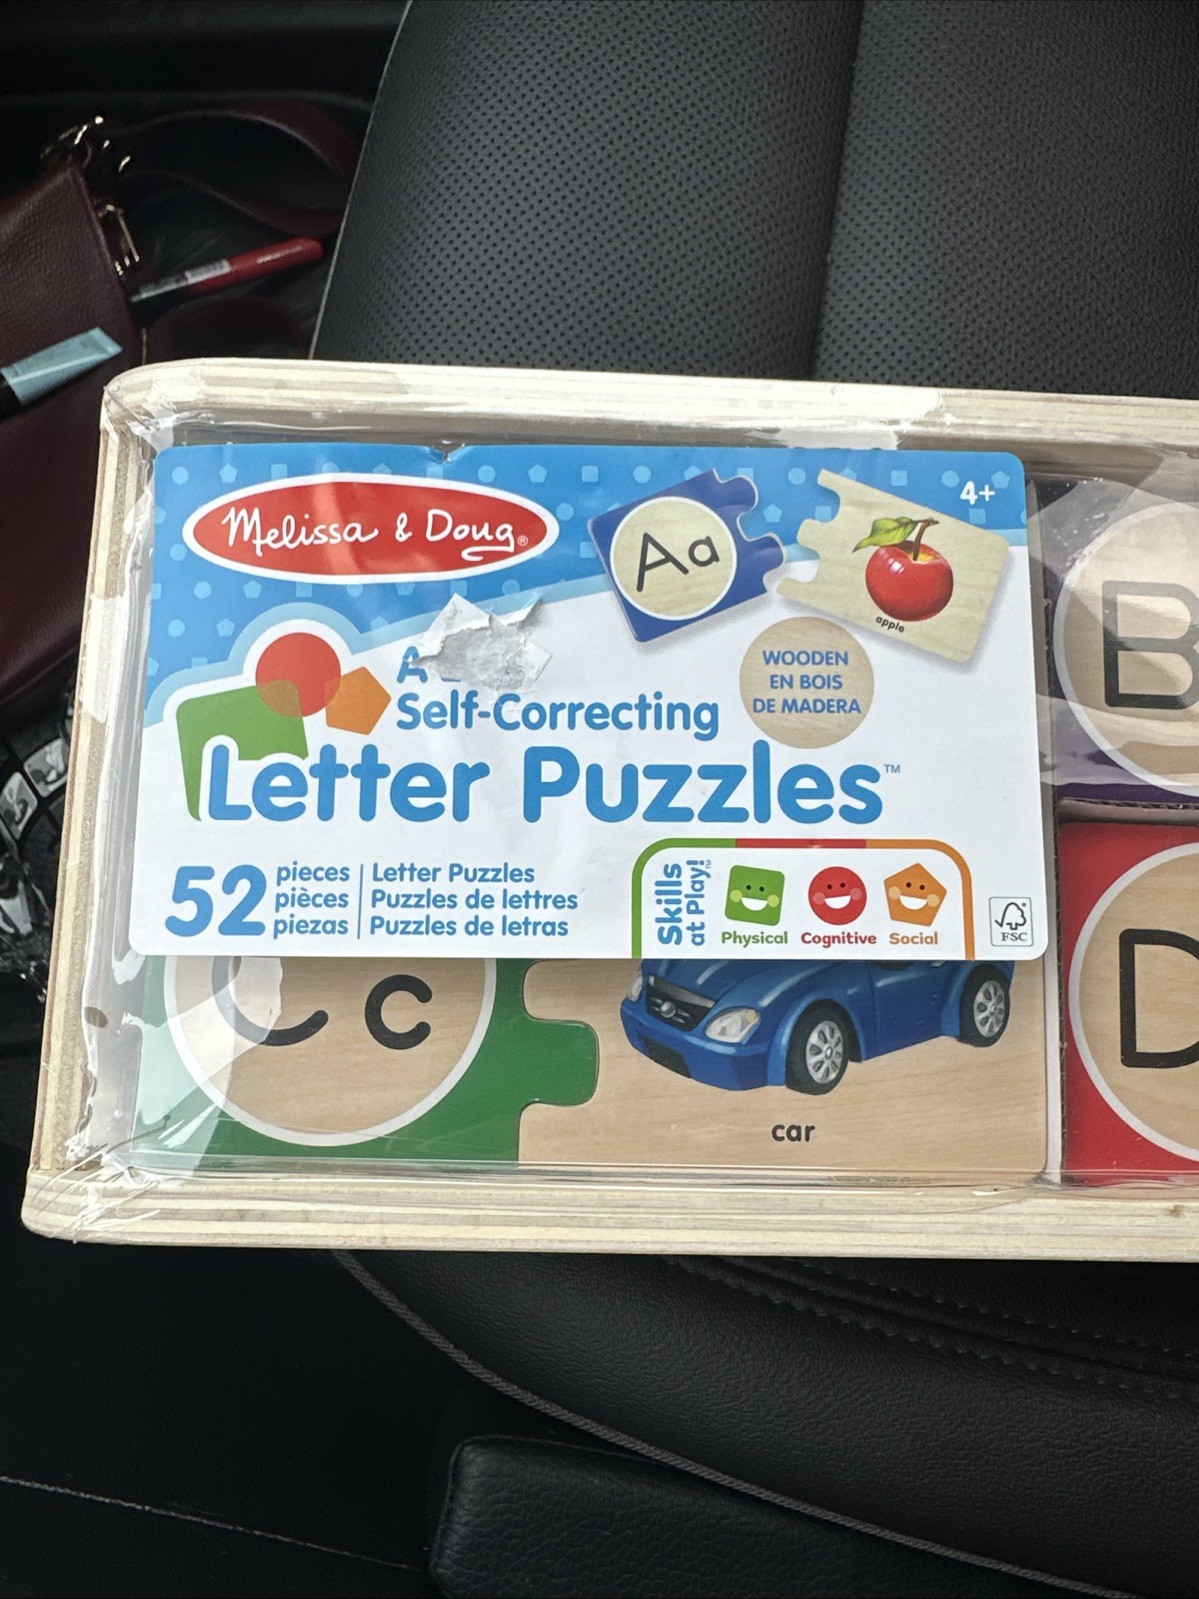 Melissa & Doug®
4+
Aa
apple
A
Self-Correcting
Letter Puzzles™
WOODEN
EN BOIS
DE MADERA
52
pieces | Letter Puzzles
pièces | Puzzles de lettres
piezas | Puzzles de letras
Skills
at Play!™
Physical Cognitive Social
FSC®
B
Cc
car
D